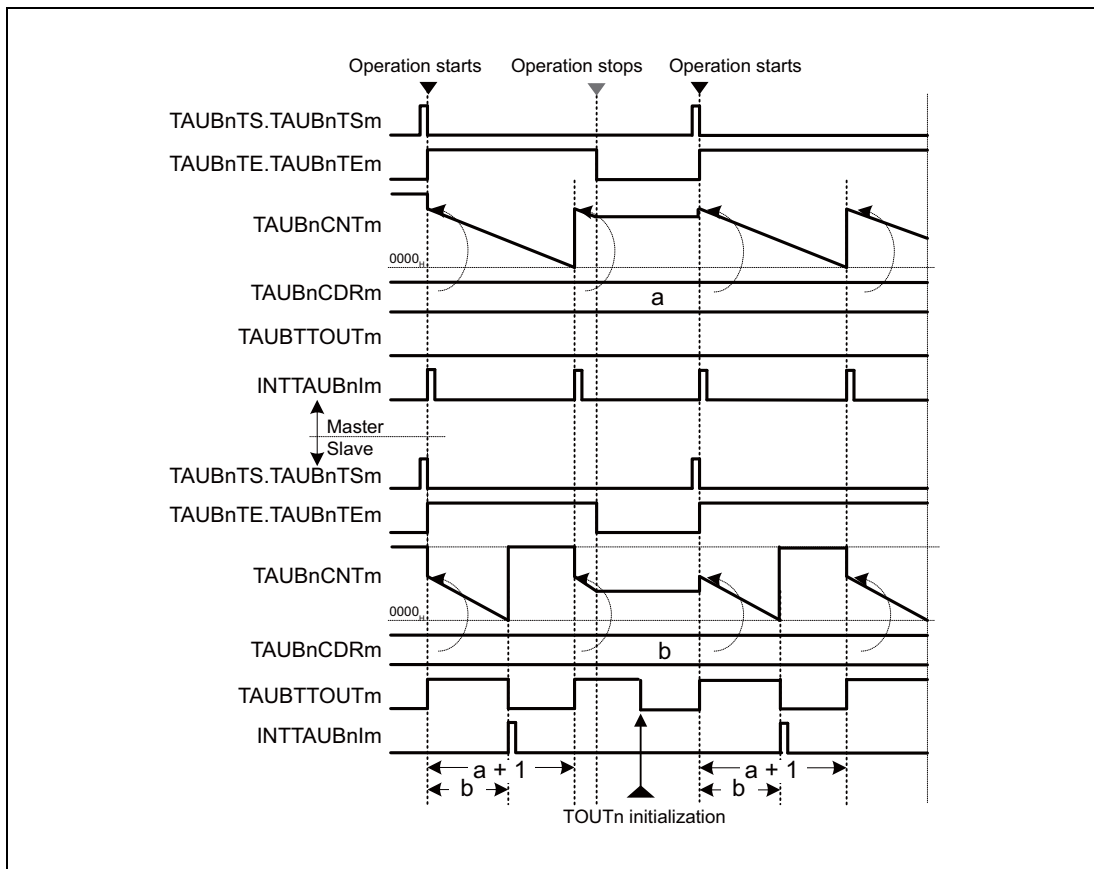 Operation starts Operation stops Operation starts
TAUBnTS.TAUBnTSm
TAUBnTE.TAUBnTEm
TAUBnCNTm
0000H
TAUBnCDRm
a
TAUBTTOUTm
INTTAUBnIm
Master
Slave
TAUBnTS.TAUBnTSm
TAUBnTE.TAUBnTEm
TAUBnCNTm
0000H
TAUBnCDRm
b
TAUBTTOUTm
INTTAUBnIm
a + 1 a + 1
b b
TOUTn initialization